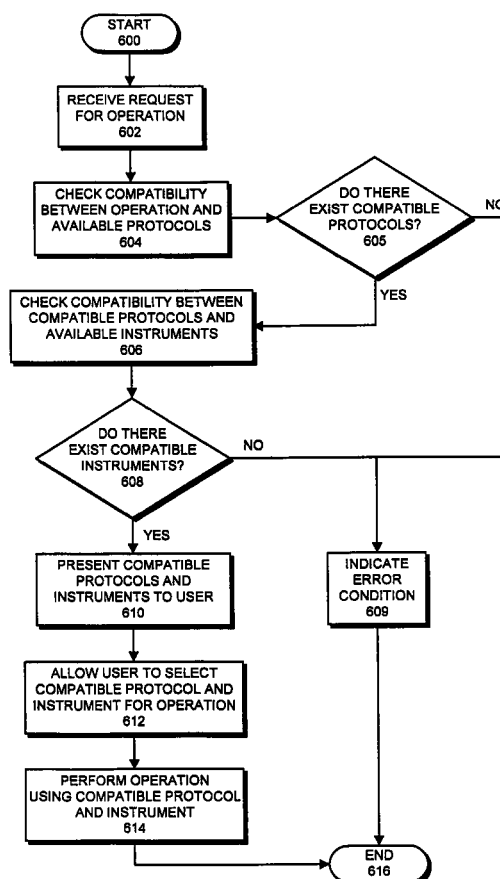 START
600
RECEIVE REQUEST
FOR OPERATION
602
CHECK COMPATIBILITY
BETWEEN OPERATION AND
AVAILABLE PROTOCOLS
604
DO THERE
EXIST COMPATIBLE
PROTOCOLS?
605
NO
YES
CHECK COMPATIBILITY BETWEEN
COMPATIBLE PROTOCOLS AND
AVAILABLE INSTRUMENTS
606
DO THERE
EXIST COMPATIBLE
INSTRUMENTS?
608
NO
YES
PRESENT COMPATIBLE
PROTOCOLS AND
INSTRUMENTS TO USER
610
INDICATE
ERROR
CONDITION
609
ALLOW USER TO SELECT
COMPATIBLE PROTOCOL AND
INSTRUMENT FOR OPERATION
612
PERFORM OPERATION
USING COMPATIBLE PROTOCOL
AND INSTRUMENT
614
END
616